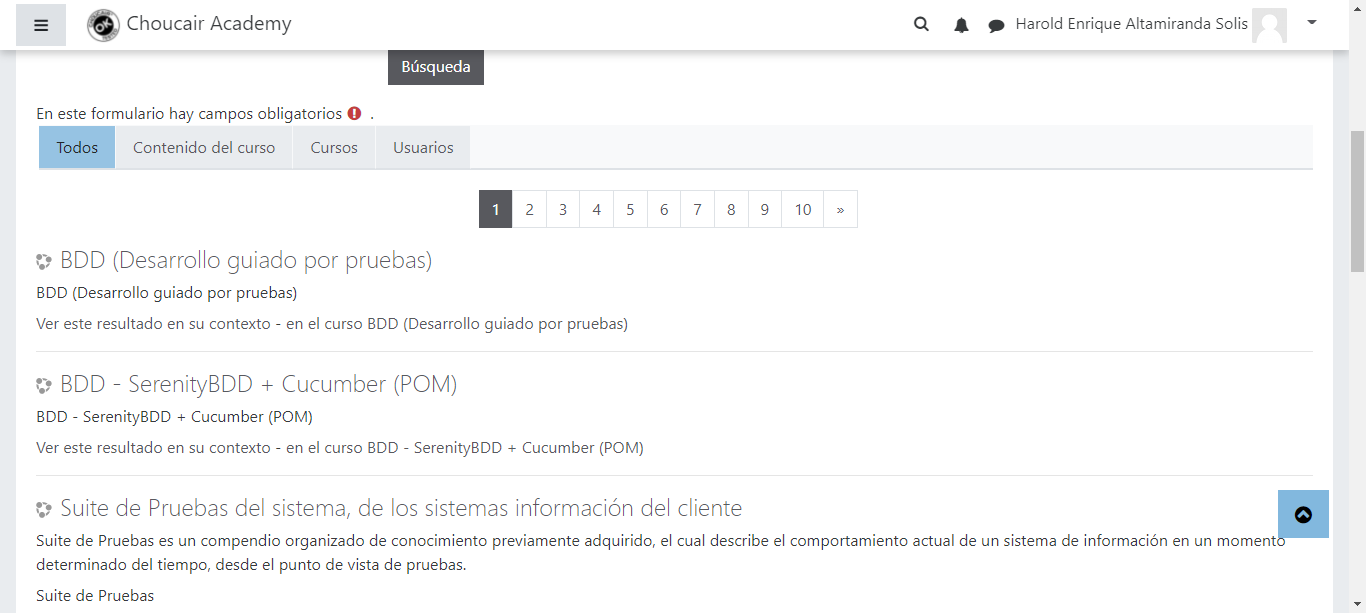 Choucair Academy
Harold Enrique Altamiranda Solis
Búsqueda
En este formulario hay campos obligatorios .
Todos Contenido del curso Cursos Usuarios
1 2 3 4 5 6 7 8 9 10 »
BDD (Desarrollo guiado por pruebas)
BDD (Desarrollo guiado por pruebas)
Ver este resultado en su contexto - en el curso BDD (Desarrollo guiado por pruebas)
BDD - SerenityBDD + Cucumber (POM)
BDD - SerenityBDD + Cucumber (POM)
Ver este resultado en su contexto - en el curso BDD - SerenityBDD + Cucumber (POM)
Suite de Pruebas del sistema, de los sistemas información del cliente
Suite de Pruebas es un compendio organizado de conocimiento previamente adquirido, el cual describe el comportamiento actual de un sistema de información en un momento
determinado del tiempo, desde el punto de vista de pruebas.
Suite de Pruebas